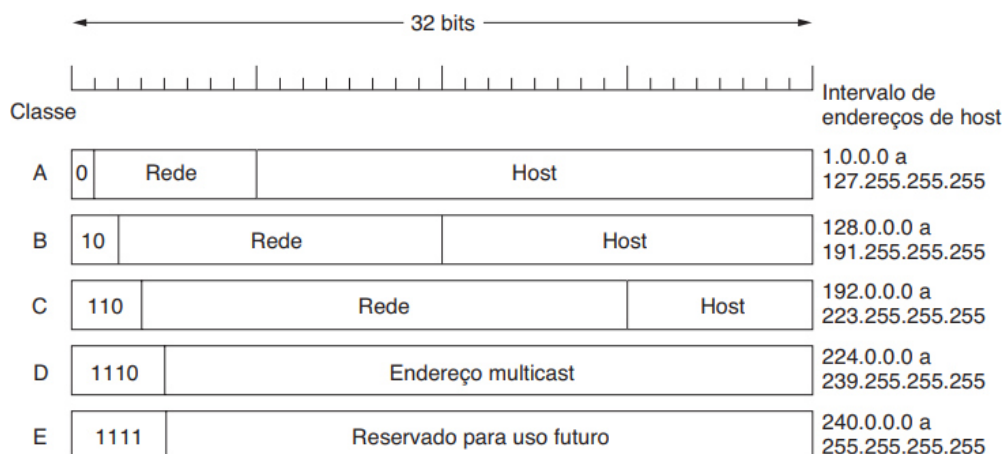 32 bits
Classe
Intervalo de
endereços de host
A 0 Rede Host 1.0.0.0 a
127.255.255.255
B 10 Rede Host 128.0.0.0 a
191.255.255.255
C 110 Rede Host 192.0.0.0 a
223.255.255.255
D 1110 Endereço multicast 224.0.0.0 a
239.255.255.255
E 1111 Reservado para uso futuro 240.0.0.0 a
255.255.255.255